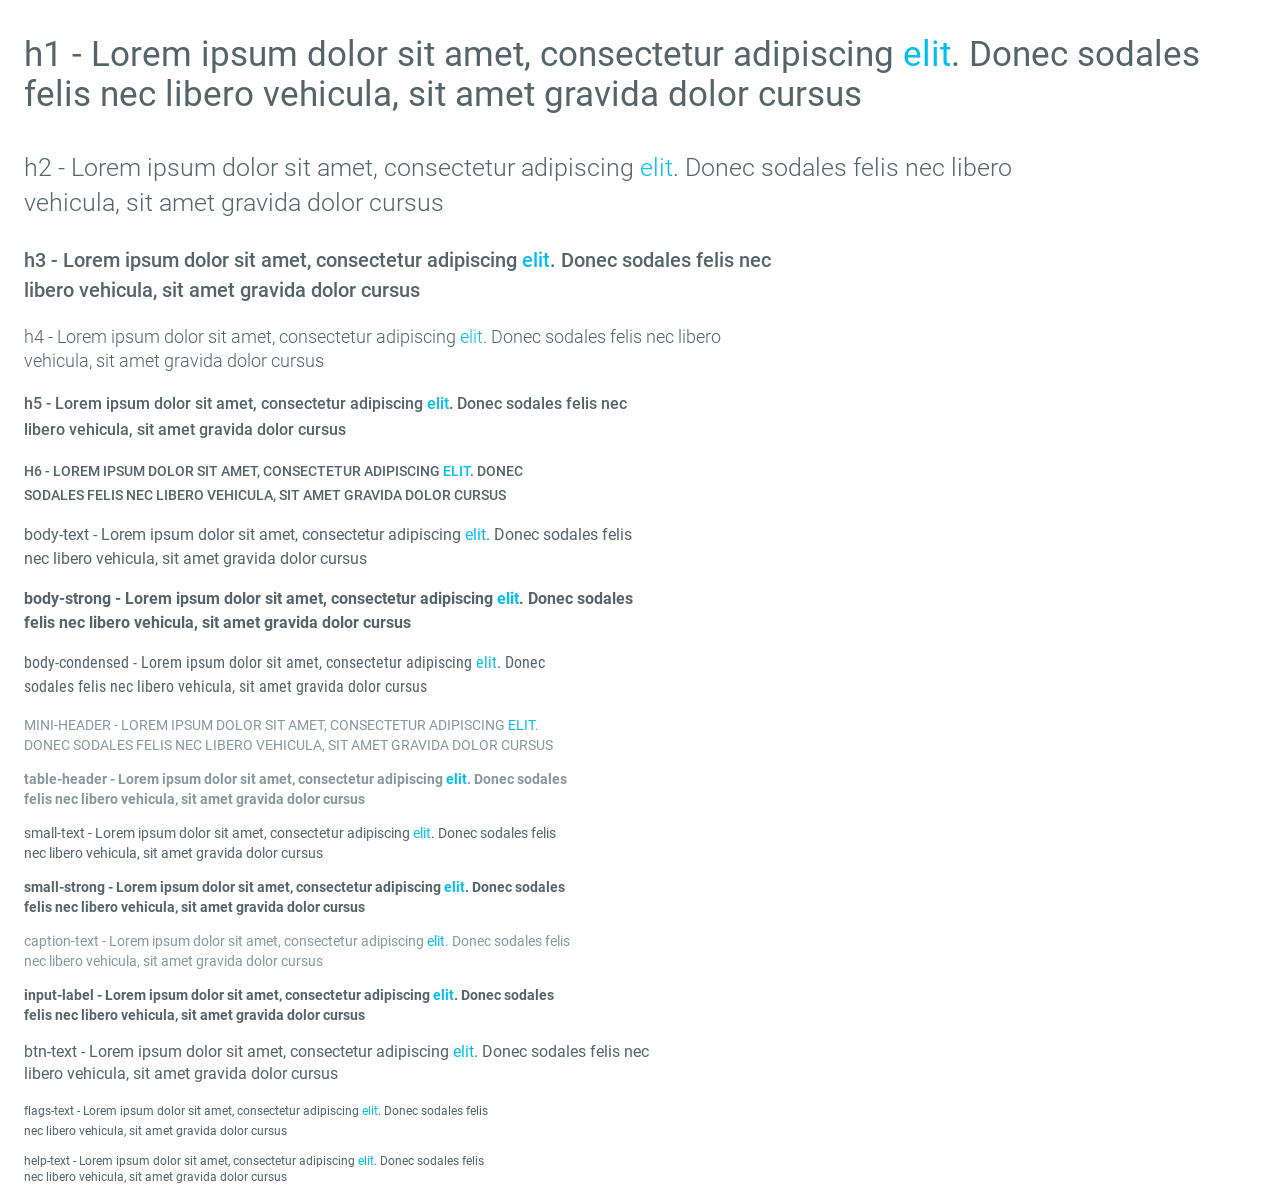 h1 - Lorem ipsum dolor sit amet, consectetur adipiscing elit. Donec sodales
felis nec libero vehicula, sit amet gravida dolor cursus
h2 - Lorem ipsum dolor sit amet, consectetur adipiscing elit. Donec sodales felis nec libero
vehicula, sit amet gravida dolor cursus
h3 - Lorem ipsum dolor sit amet, consectetur adipiscing elit. Donec sodales felis nec
libero vehicula, sit amet gravida dolor cursus
h4 - Lorem ipsum dolor sit amet, consectetur adipiscing elit. Donec sodales felis nec libero
vehicula, sit amet gravida dolor cursus
h5 - Lorem ipsum dolor sit amet, consectetur adipiscing elit. Donec sodales felis nec
libero vehicula, sit amet gravida dolor cursus
H6 - LOREM IPSUM DOLOR SIT AMET, CONSECTETUR ADIPISCING ELIT. DONEC
SODALES FELIS NEC LIBERO VEHICULA, SIT AMET GRAVIDA DOLOR CURSUS
body-text - Lorem ipsum dolor sit amet, consectetur adipiscing elit. Donec sodales felis
nec libero vehicula, sit amet gravida dolor cursus
body-strong - Lorem ipsum dolor sit amet, consectetur adipiscing elit. Donec sodales
felis nec libero vehicula, sit amet gravida dolor cursus
body-condensed - Lorem ipsum dolor sit amet, consectetur adipiscing elit. Donec
sodales felis nec libero vehicula, sit amet gravida dolor cursus
MINI-HEADER - LOREM IPSUM DOLOR SIT AMET, CONSECTETUR ADIPISCING ELIT.
DONEC SODALES FELIS NEC LIBERO VEHICULA, SIT AMET GRAVIDA DOLOR CURSUS
table-header - Lorem ipsum dolor sit amet, consectetur adipiscing elit. Donec sodales
felis nec libero vehicula, sit amet gravida dolor cursus
small-text - Lorem ipsum dolor sit amet, consectetur adipiscing elit. Donec sodales felis
nec libero vehicula, sit amet gravida dolor cursus
small-strong - Lorem ipsum dolor sit amet, consectetur adipiscing elit. Donec sodales
felis nec libero vehicula, sit amet gravida dolor cursus
caption-text - Lorem ipsum dolor sit amet, consectetur adipiscing elit. Donec sodales felis
nec libero vehicula, sit amet gravida dolor cursus
input-label - Lorem ipsum dolor sit amet, consectetur adipiscing elit. Donec sodales
felis nec libero vehicula, sit amet gravida dolor cursus
btn-text - Lorem ipsum dolor sit amet, consectetur adipiscing elit. Donec sodales felis nec
libero vehicula, sit amet gravida dolor cursus
flags-text - Lorem ipsum dolor sit amet, consectetur adipiscing elit. Donec sodales felis
nec libero vehicula, sit amet gravida dolor cursus
help-text - Lorem ipsum dolor sit amet, consectetur adipiscing elit. Donec sodales felis
nec libero vehicula, sit amet gravida dolor cursus